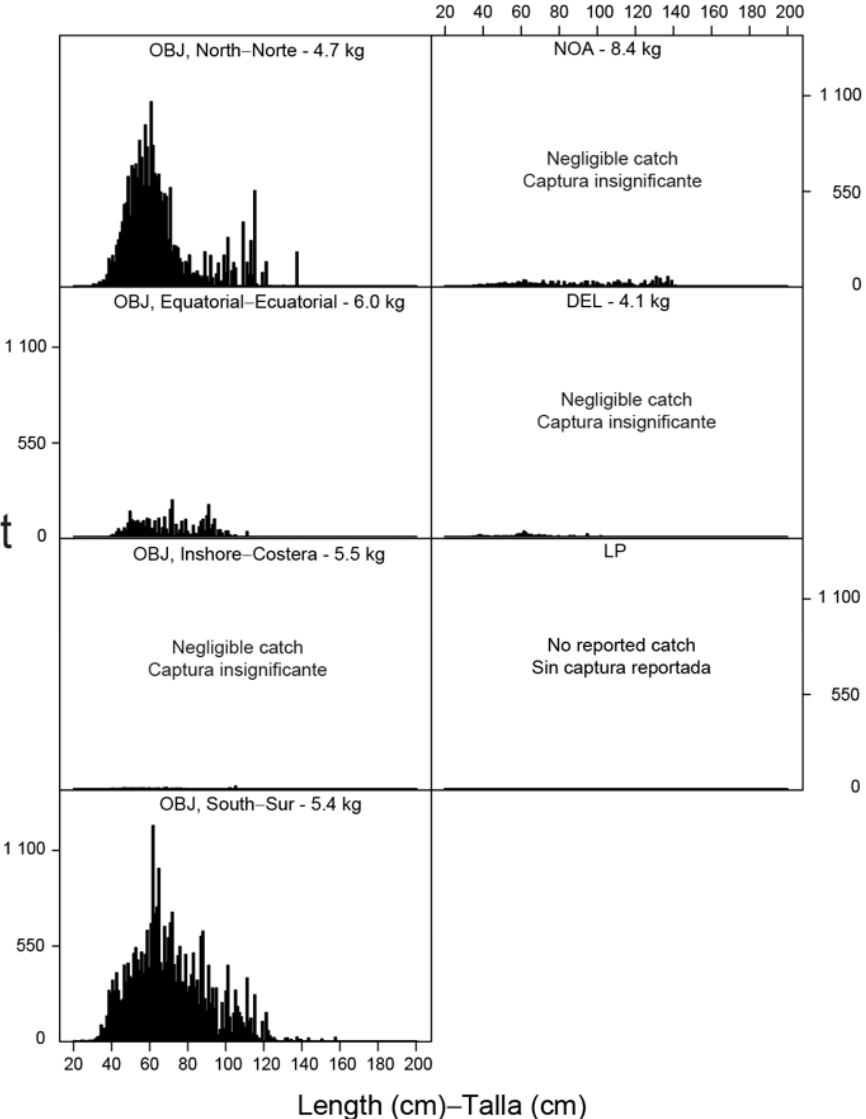 20 40 60 80 100 120 140 160 180 200
OBJ, North–Norte - 4.7 kg
NOA - 8.4 kg
Negligible catch
Captura insignificante
1 100
550
0
OBJ, Equatorial–Ecuatorial - 6.0 kg
DEL - 4.1 kg
1 100
550
0
Negligible catch
Captura insignificante
t
OBJ, Inshore–Costera - 5.5 kg
LP
Negligible catch
Captura insignificante
No reported catch
Sin captura reportada
1 100
550
0
OBJ, South–Sur - 5.4 kg
1 100
550
0
20 40 60 80 100 120 140 160 180 200
Length (cm)–Talla (cm)